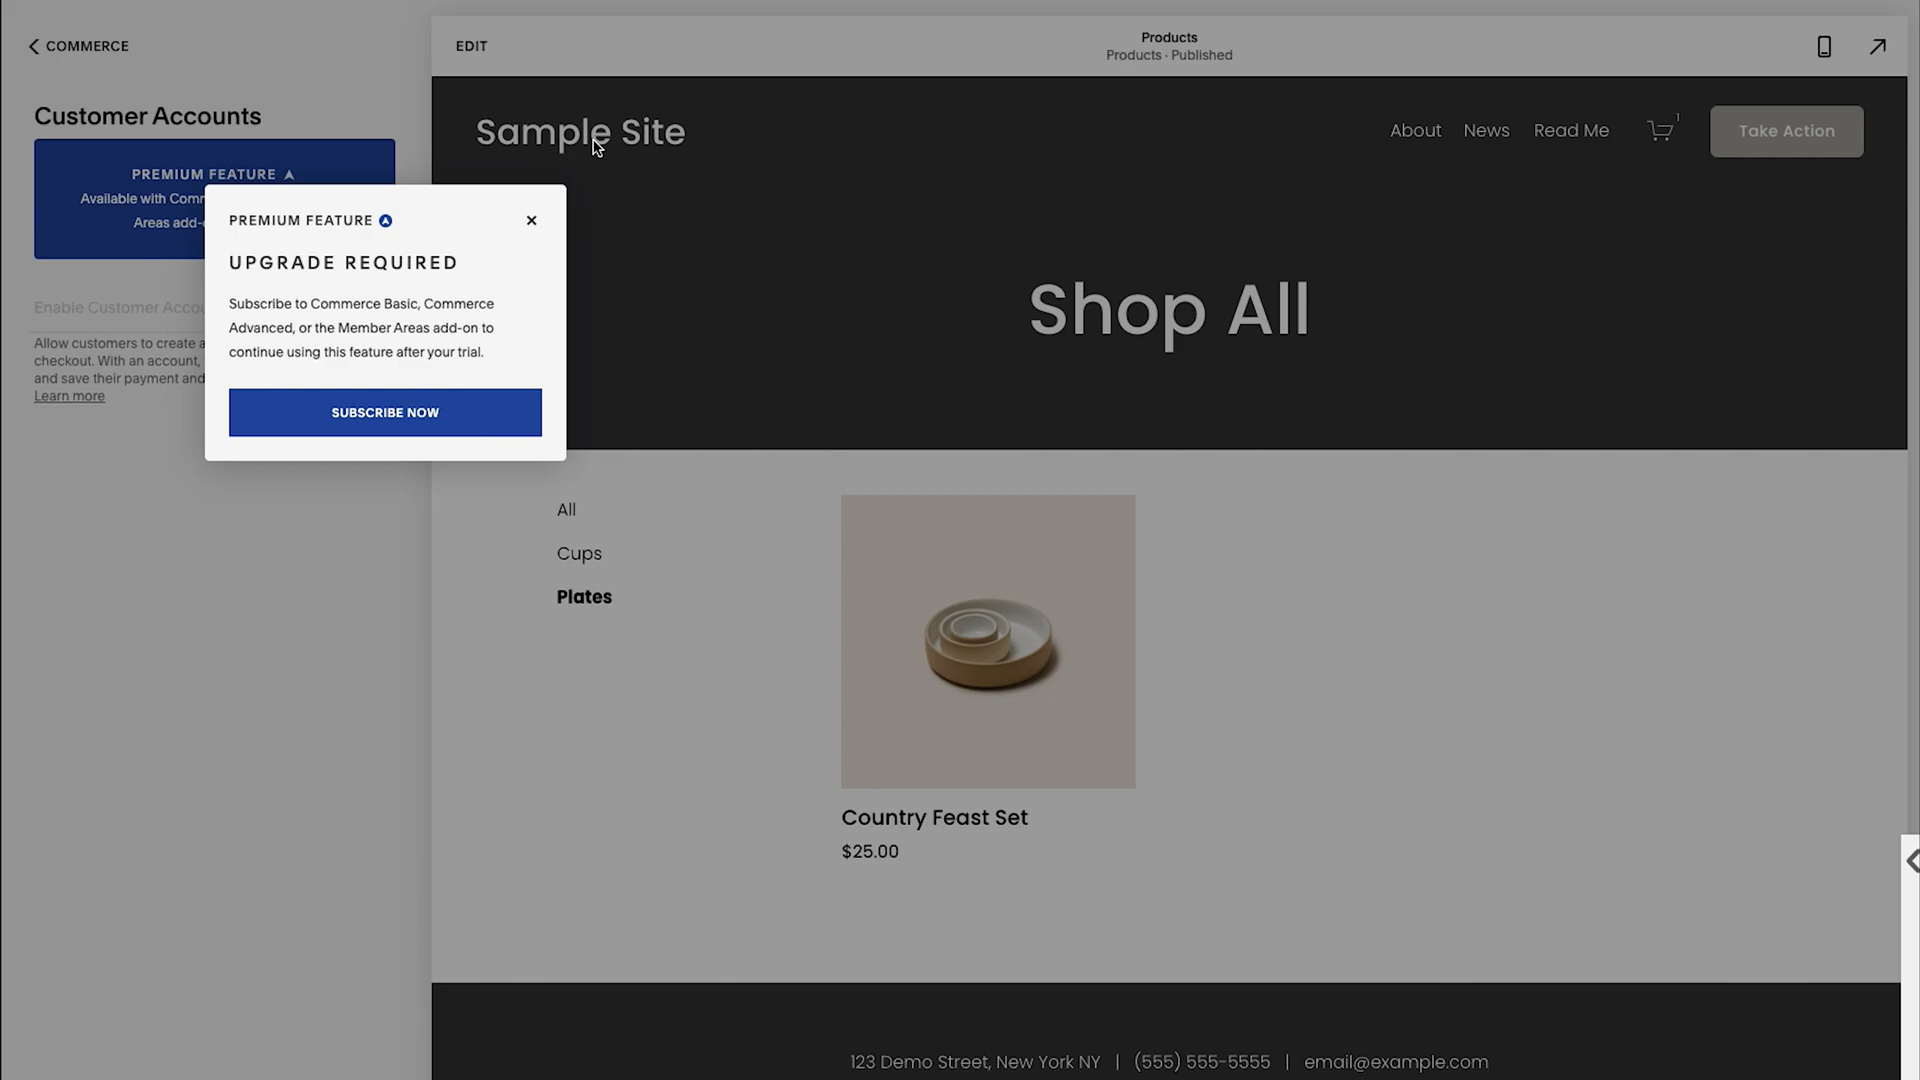 COMMERCE
Customer Accounts
PREMIUM FEATURE
Available with
Areas
Enable Customer
Allow customers to create a
checkout. With an account,
and save their payment and
Learn more
PREMIUM FEATURE
UPGRADE REQUIRED
Subscribe to Commerce Basic, Commerce
Advanced, or the Member Areas add-on to
continue using this feature after your trial.
SUBSCRIBE NOW
EDIT
Products
Products · Published
Sample Site
About
News
Read Me
1
Take Action
Shop All
All
Cups
Plates
Country Feast Set
$25.00
123 Demo Street, New York NY | (555) 555-5555 | email@example.com